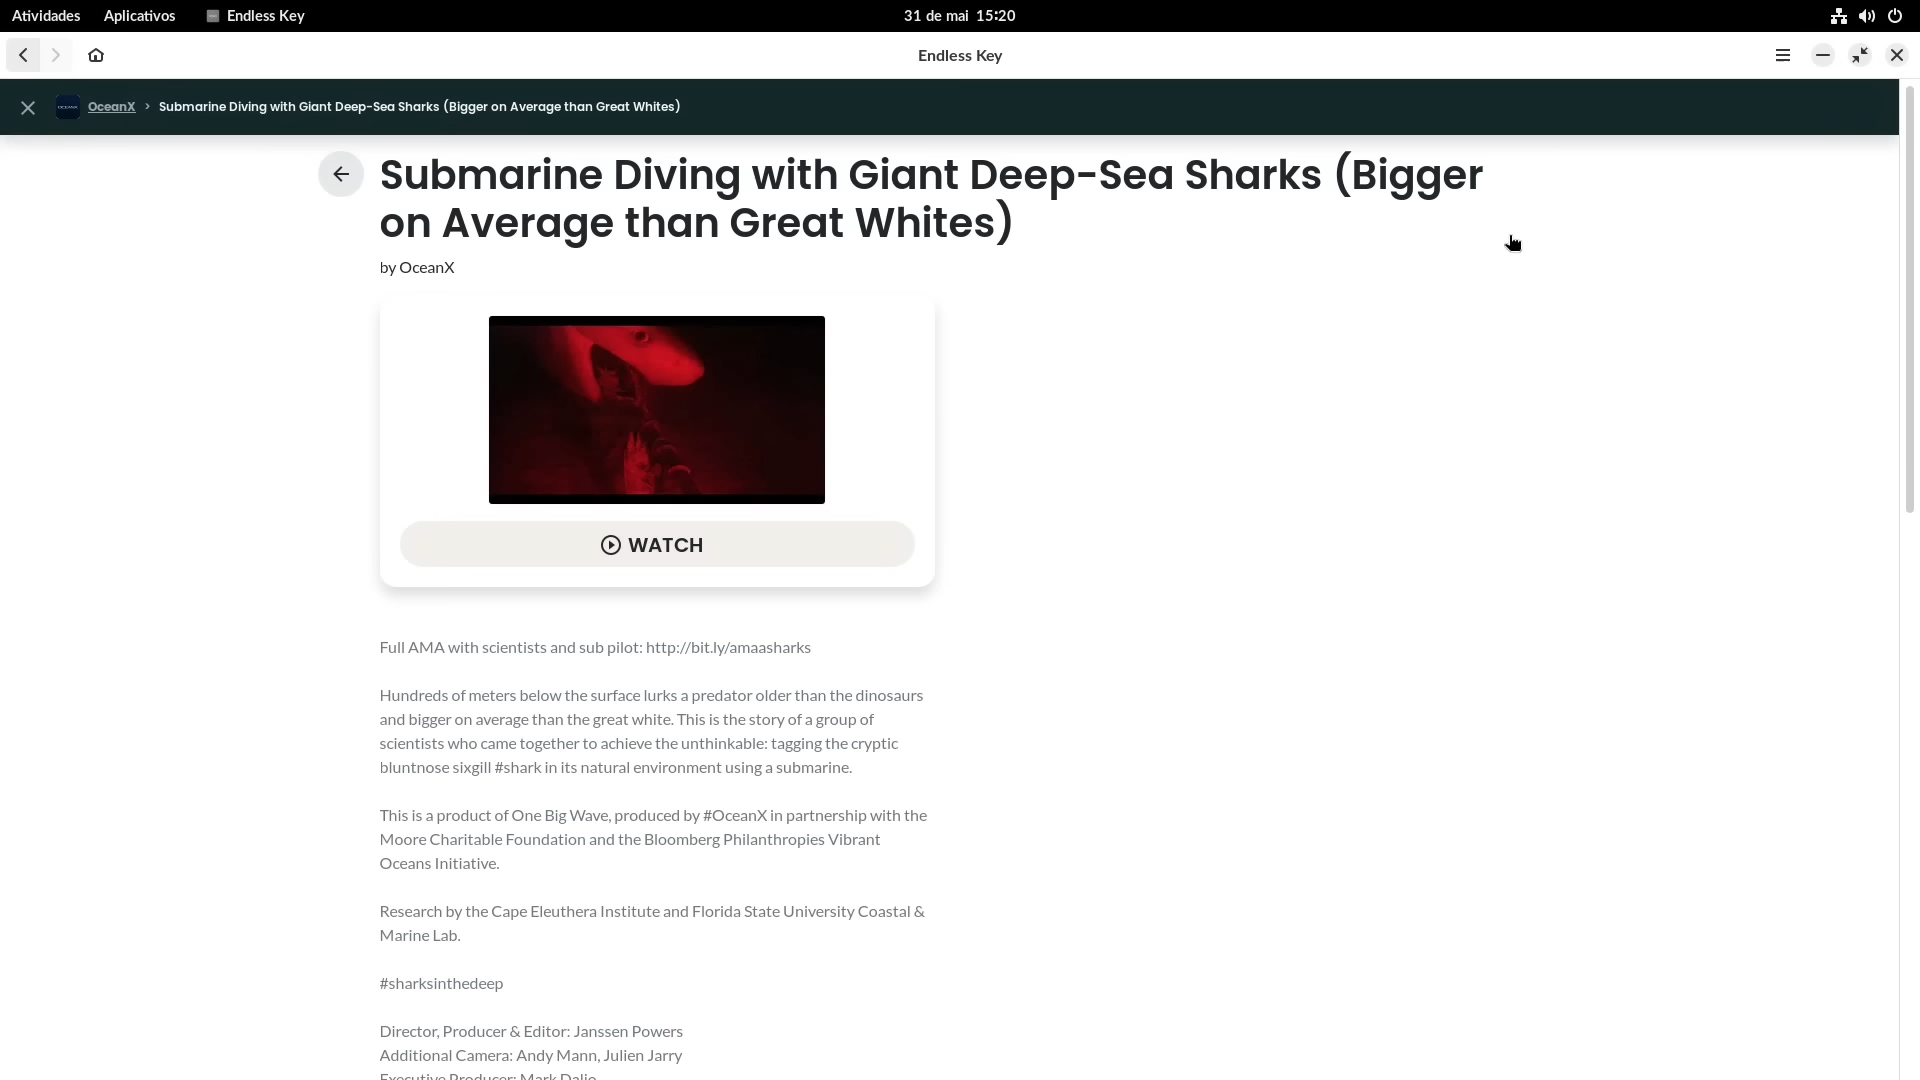 Atividades Aplicativos Endless Key 31 de mai 15:20
Endless Key
OceanX › Submarine Diving with Giant Deep-Sea Sharks (Bigger on Average than Great Whites)
Submarine Diving with Giant Deep-Sea Sharks (Bigger
on Average than Great Whites)
by OceanX
WATCH
Full AMA with scientists and sub pilot: http://bit.ly/amaasharks
Hundreds of meters below the surface lurks a predator older than the dinosaurs
and bigger on average than the great white. This is the story of a group of
scientists who came together to achieve the unthinkable: tagging the cryptic
bluntnose sixgill #shark in its natural environment using a submarine.
This is a product of One Big Wave, produced by #OceanX in partnership with the
Moore Charitable Foundation and the Bloomberg Philanthropies Vibrant
Oceans Initiative.
Research by the Cape Eleuthera Institute and Florida State University Coastal &
Marine Lab.
#sharksinthedeep
Director, Producer & Editor: Janssen Powers
Additional Camera: Andy Mann, Julien Jarry
Executive Producer: Mark Dalio